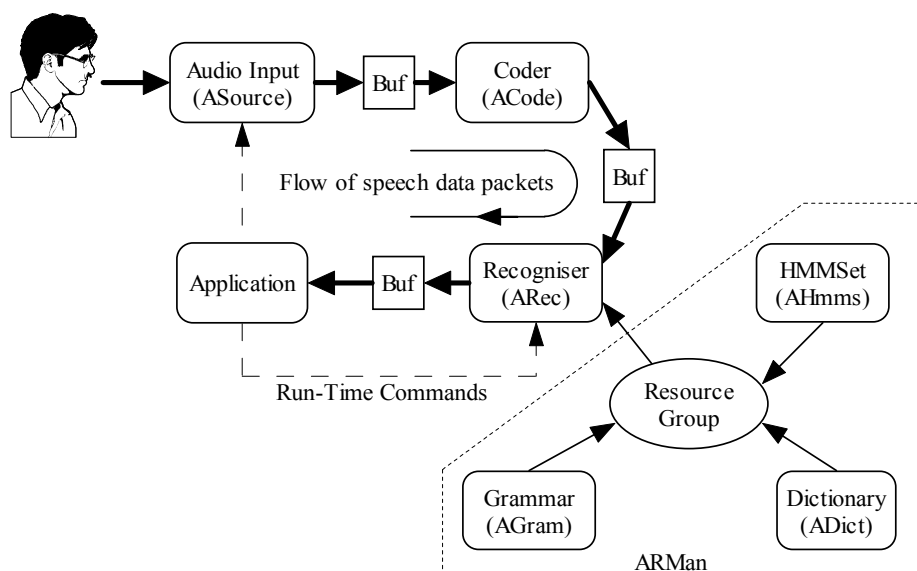 Audio Input
(ASource)
Buf
Coder
(ACode)
Buf
Flow of speech data packets
Application
Buf
Recogniser
(ARec)
HMMSet
(AHmms)
Run-Time Commands
Resource
Group
Grammar
(AGram)
Dictionary
(ADict)
ARMan